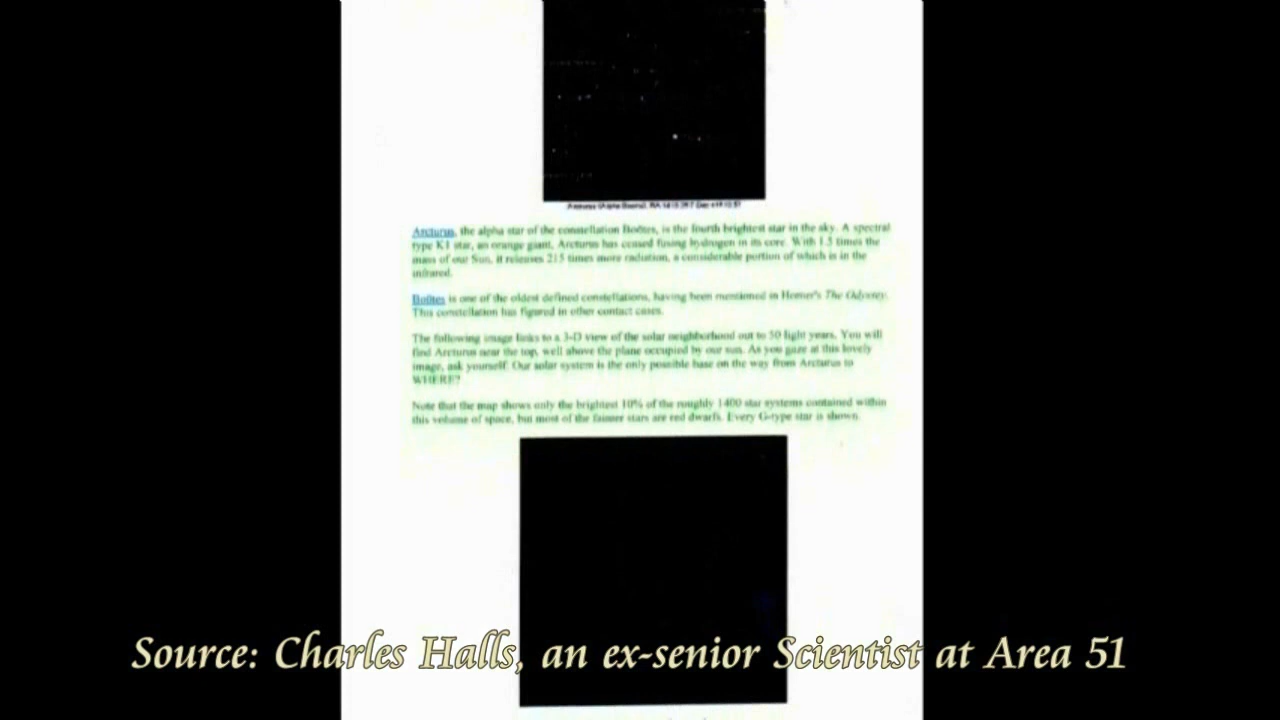 Arcturus (Alpha Bootis),
Arcturus, the alpha star of the constellation Boötes, is the fourth brightest star in the sky. A spectral
type K1 star, an orange giant, Arcturus has ceased fusing hydrogen in its core. With 1.5 times the
mass of our Sun, it releases 215 times more radiation, a considerable portion of which is in the
infrared.
Boötes is one of the oldest defined constellations, having been mentioned in Homer's The Odyssey.
This constellation has figured in other contact cases.
The following image links to a 3-D view of the solar neighborhood out to 50 light years. You will
find Arcturus near the top, well above the plane occupied by our sun. As you gaze at this lovely
image, ask yourself: Our solar system is the only possible base on the way from Arcturus to
WHERE?
Note that the map shows only the brightest 10% of the roughly 1400 star systems contained within
this volume of space, but most of the fainter stars are red dwarfs. Every G-type star is shown.
Source: Charles Halls, an ex-senior Scientist at Area 51